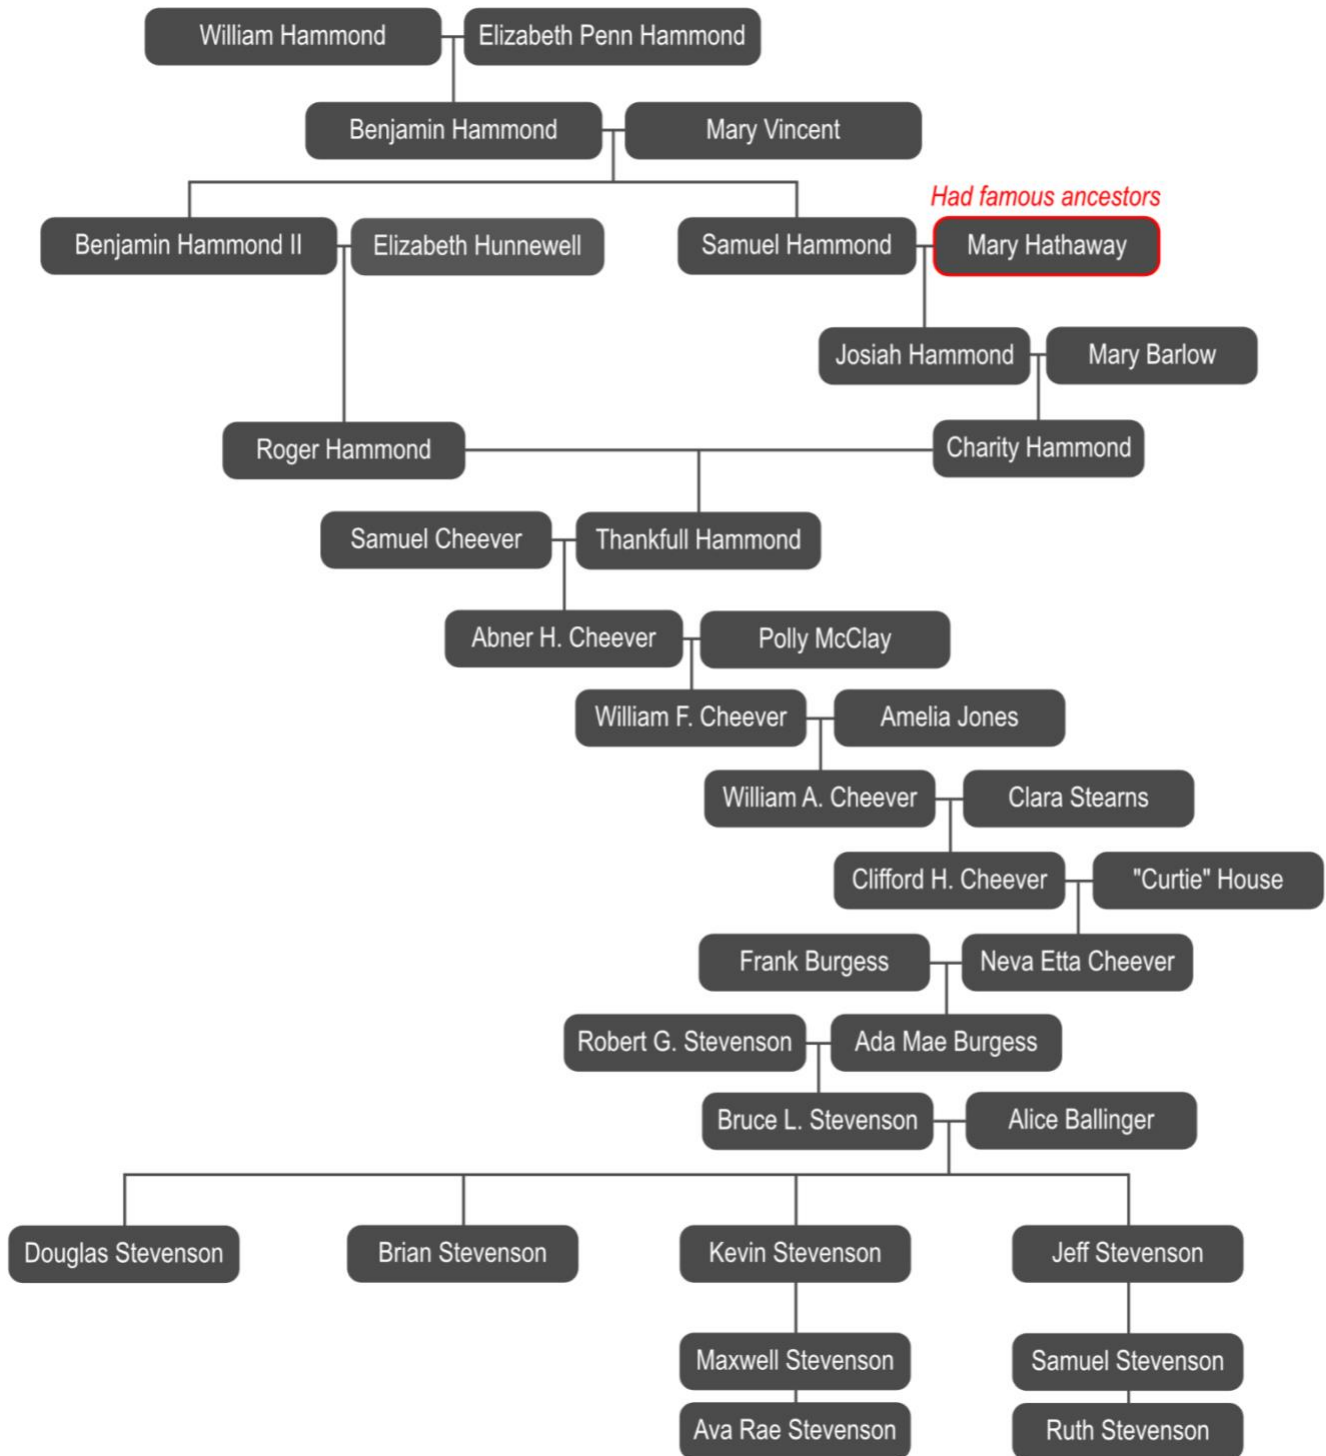 William Hammond
Elizabeth Penn Hammond
Benjamin Hammond
Mary Vincent
Had famous ancestors
Benjamin Hammond II
Elizabeth Hunnewell
Samuel Hammond
Mary Hathaway
Josiah Hammond
Mary Barlow
Roger Hammond
Charity Hammond
Samuel Cheever
Thankfull Hammond
Abner H. Cheever
Polly McClay
William F. Cheever
Amelia Jones
William A. Cheever
Clara Stearns
Clifford H. Cheever
"Curtie" House
Frank Burgess
Neva Etta Cheever
Robert G. Stevenson
Ada Mae Burgess
Bruce L. Stevenson
Alice Ballinger
Douglas Stevenson
Brian Stevenson
Kevin Stevenson
Jeff Stevenson
Maxwell Stevenson
Samuel Stevenson
Ava Rae Stevenson
Ruth Stevenson